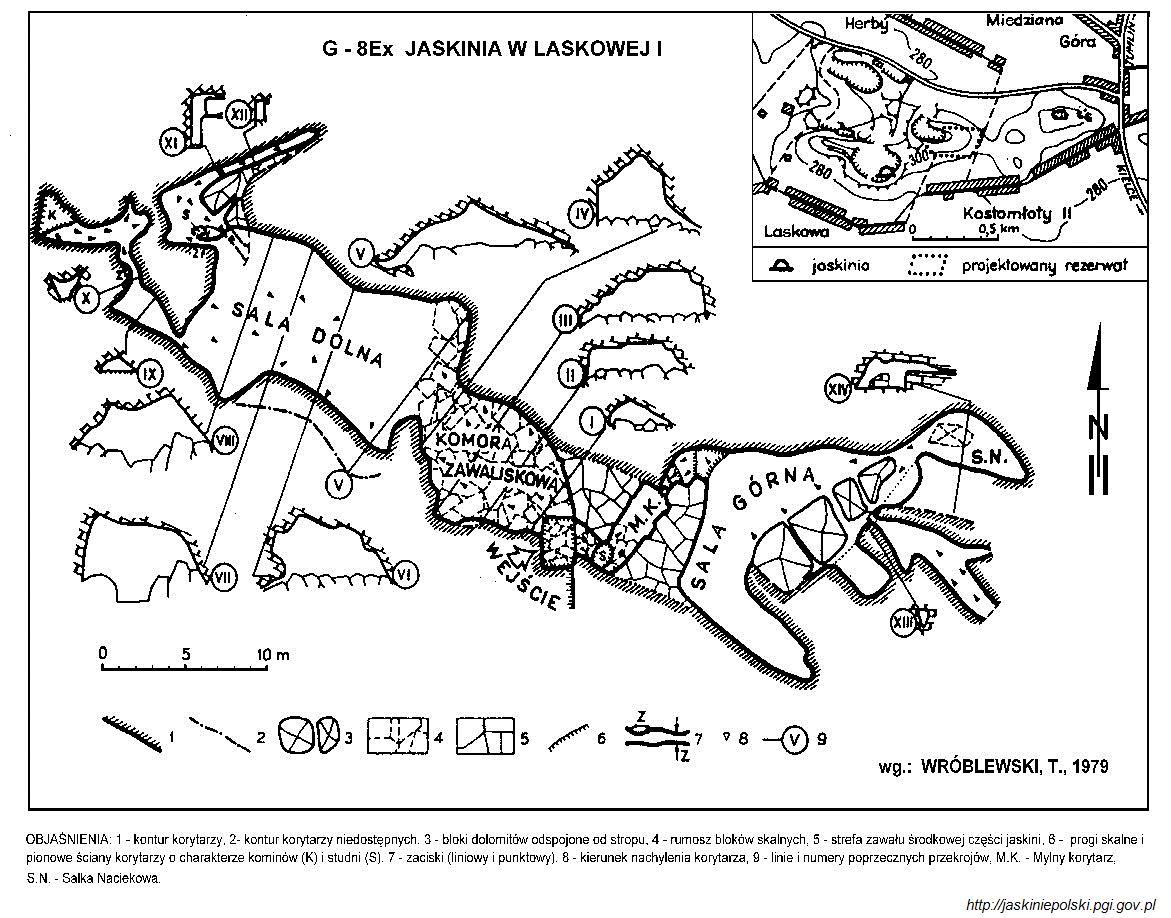 G - 8Ex JASKINIA W LASKOWEJ I
Herby
Miedziana
Góra
280
300
280
280
KIELCE
Kostomłoty II
Laskowa
0 0,5 km
jaskinia
projektowany rezerwat
XI
XII
K
S
Z
IV
V
III
II
I
X
IX
VIII
V
VII
VI
XIV
XIII
SALA DOLNA
KOMORA
ZAWALISKOWA
M.K.
S
SALA GÓRNA
S.N.
WEJŚCIE
N
0 5 10 m
1
2
3
4
5
6
Z
Z
7
8
V
9
wg.: WRÓBLEWSKI, T., 1979
OBJAŚNIENIA: 1 - kontur korytarzy, 2- kontur korytarzy niedostępnych. 3 - bloki dolomitów odspojone od stropu, 4 - rumosz bloków skalnych, 5 - strefa zawału środkowej części jaskini, 6 - progi skalne i
pionowe ściany korytarzy o charakterze kominów (K) i studni (S). 7 - zaciski (liniowy i punktowy). 8 - kierunek nachylenia korytarza, 9 - linie i numery poprzecznych przekrojów, M.K. - Mylny korytarz,
S.N. - Salka Naciekowa.
http://jaskiniepolski.pgi.gov.pl